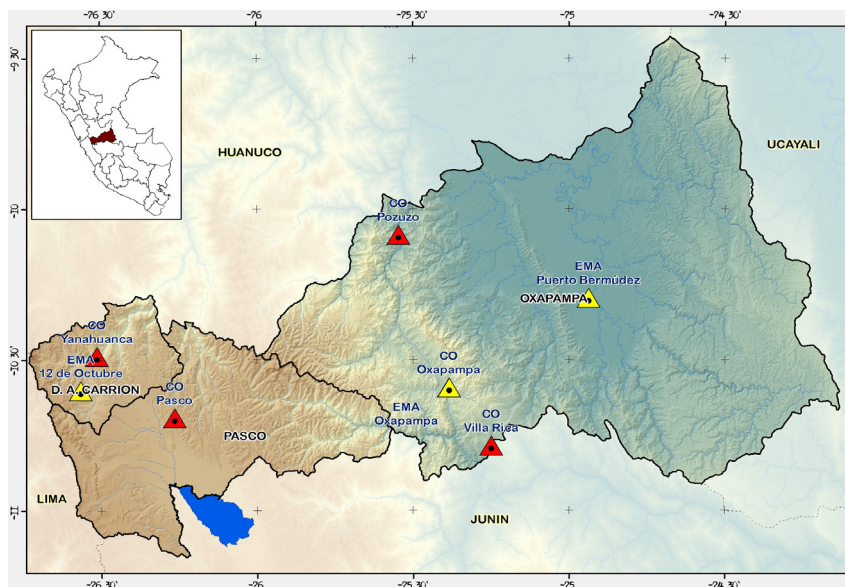 -76.30'
-76
-75.30'
-75
-74.30'
-9.30'
HUANUCO
UCAYALI
-10
CO
Pozuzo
EMA
Puerto Bermúdez
OXAPAMPA
CO
Yanahuanca
EMA
12 de Octubre
D. A. CARRION
-10.30'
CO
Oxapampa
CO
Pasco
EMA
Oxapampa
CO
Villa Rica
PASCO
LIMA
-11
JUNIN
-76.30'
-76
-75.30'
-75
-74.30'